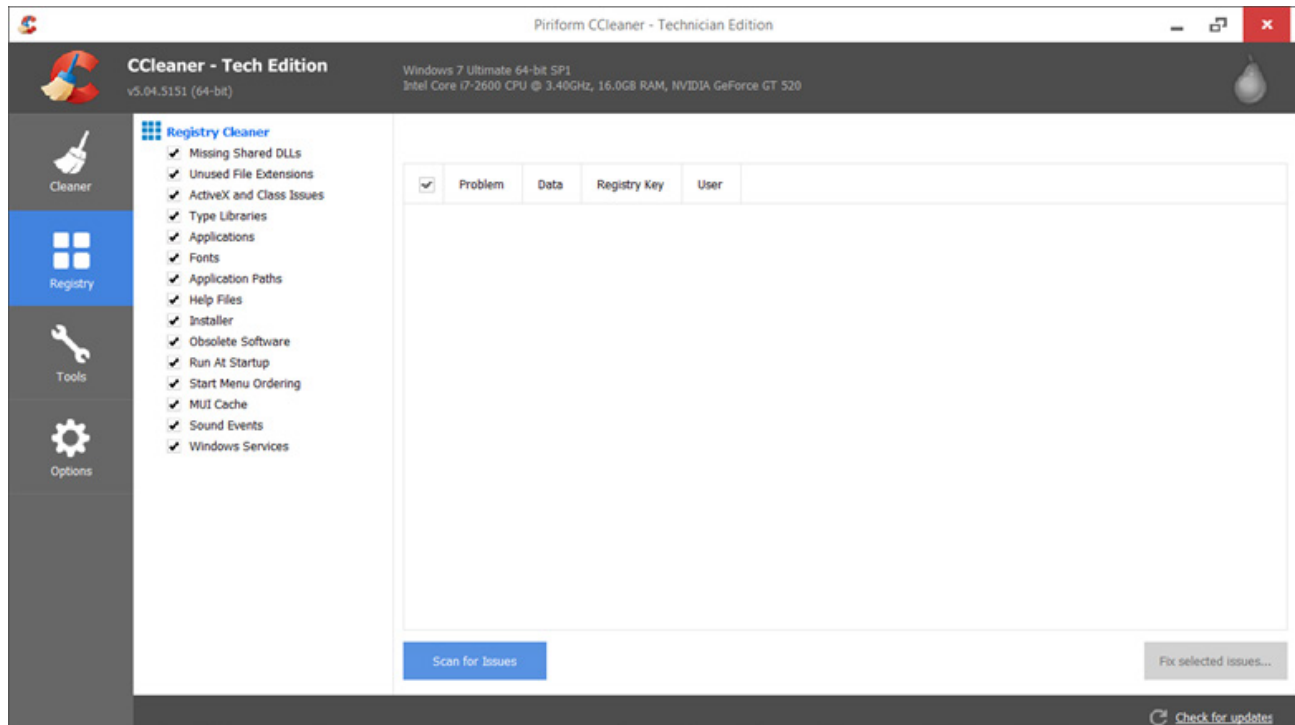 Piriform CCleaner - Technician Edition
CCleaner - Tech Edition
v5.04.5151 (64-bit)
Windows 7 Ultimate 64-bit SP1
Intel Core i7-2600 CPU @ 3.40GHz, 16.0GB RAM, NVIDIA GeForce GT 520
Cleaner
Registry
Tools
Options
Registry Cleaner
Missing Shared DLLs
Unused File Extensions
ActiveX and Class Issues
Type Libraries
Applications
Fonts
Application Paths
Help Files
Installer
Obsolete Software
Run At Startup
Start Menu Ordering
MUI Cache
Sound Events
Windows Services
Problem Data Registry Key User
Scan for Issues
Fix selected issues...
Check for updates